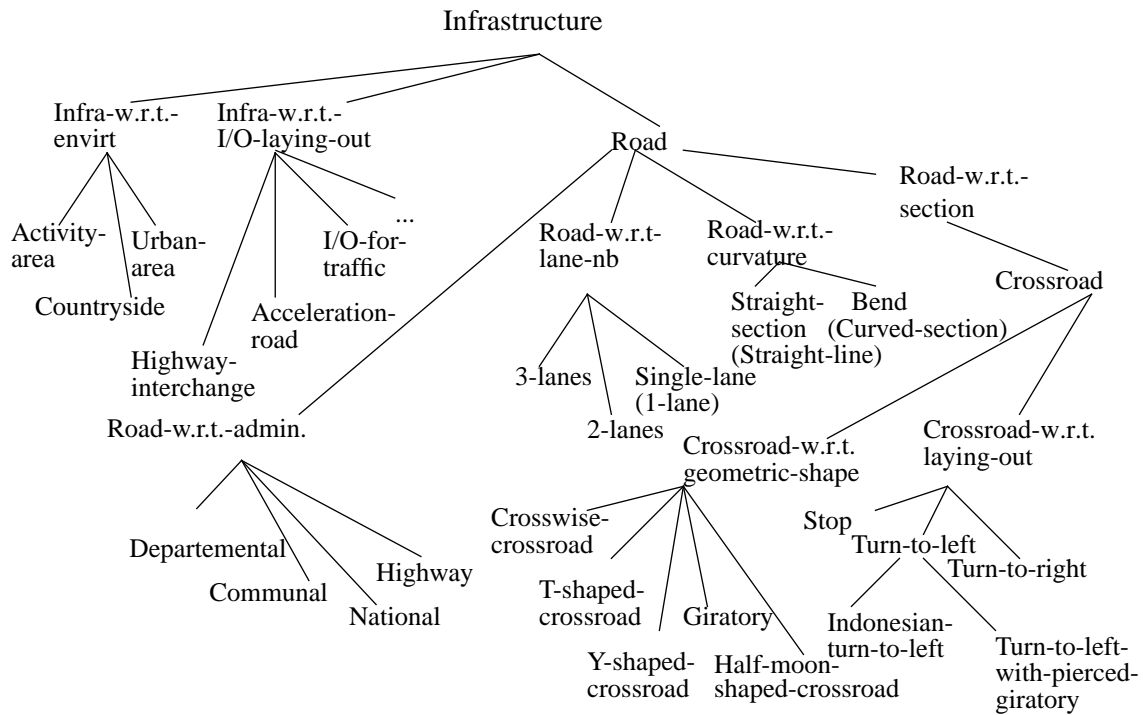 Infrastructure
Infra-w.r.t.-
envirt
Infra-w.r.t.-
I/O-laying-out
Road
Road-w.r.t.-
section
Activity-
area
Urban-
area
Countryside
...
I/O-for-
traffic
Acceleration-
road
Highway-
interchange
Road-w.r.t-
lane-nb
Road-w.r.t.-
curvature
Crossroad
Straight-
section
(Straight-line)
Bend
(Curved-section)
3-lanes
Single-lane
(1-lane)
2-lanes
Road-w.r.t.-admin.
Crossroad-w.r.t.
geometric-shape
Crossroad-w.r.t.
laying-out
Departemental
Communal
National
Highway
Crosswise-
crossroad
T-shaped-
crossroad
Y-shaped-
crossroad
Giratory
Half-moon-
shaped-crossroad
Stop
Turn-to-left
Turn-to-right
Indonesian-
turn-to-left
Turn-to-left-
with-pierced-
giratory